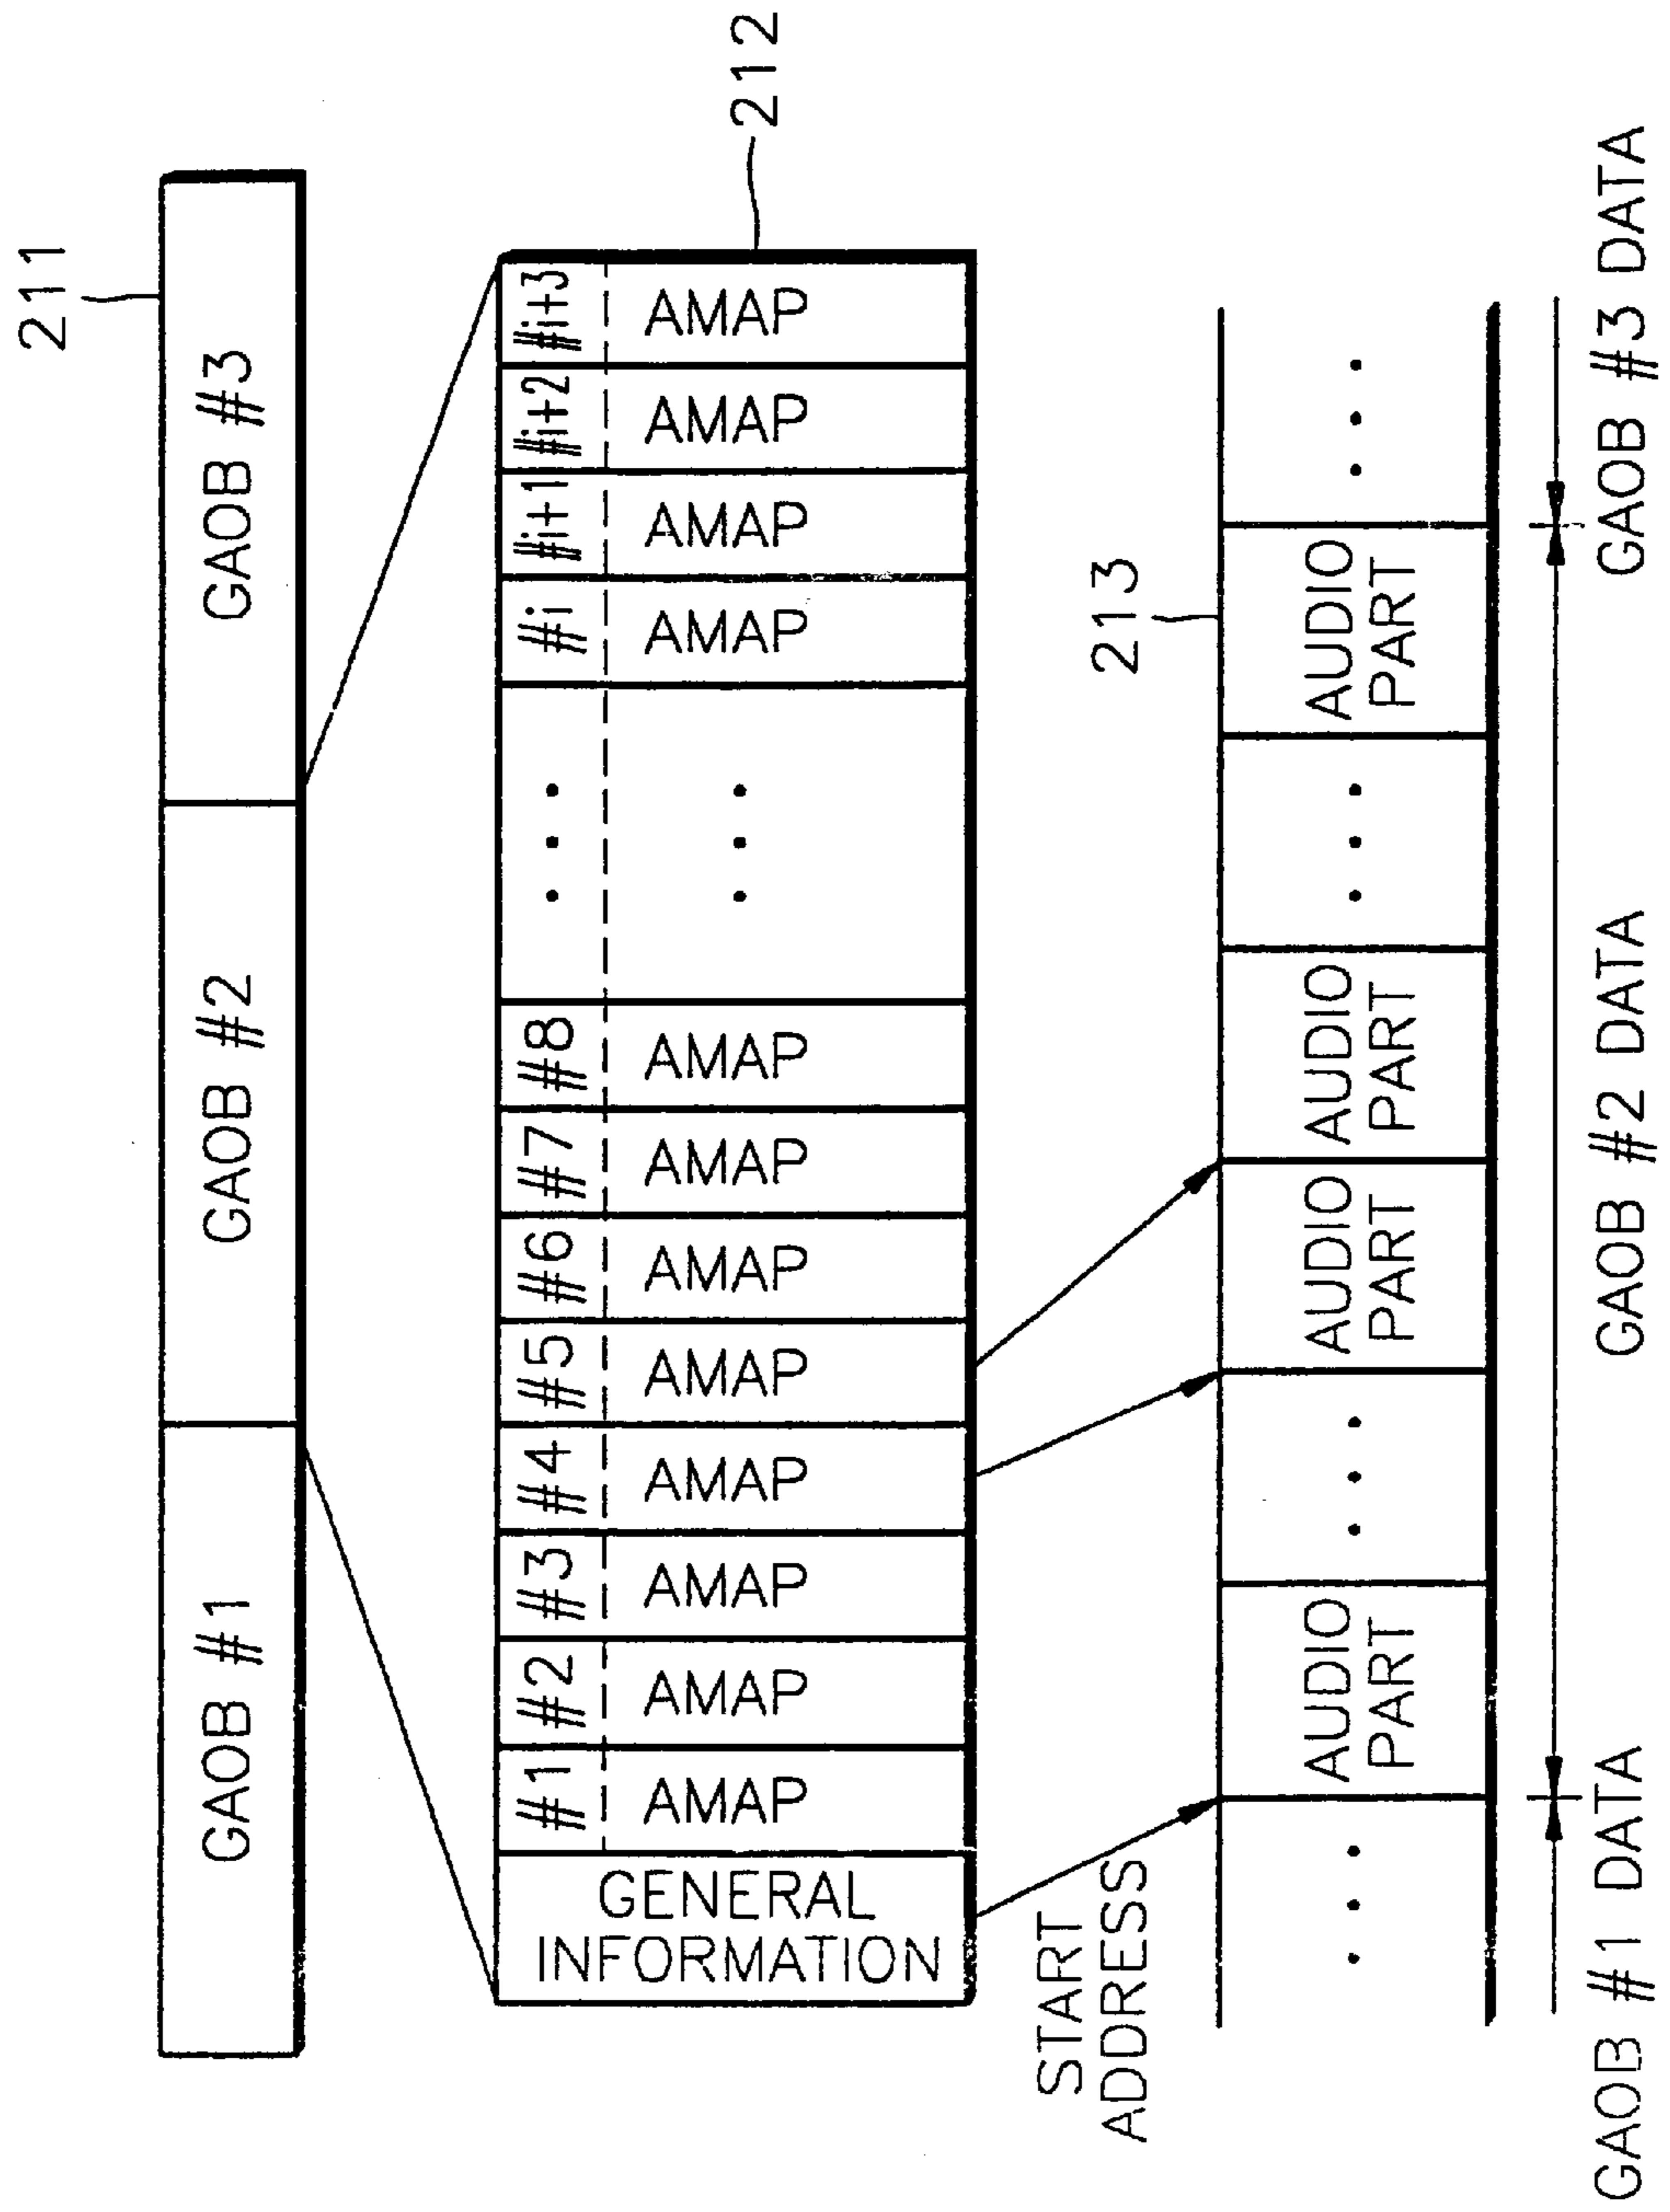 211
GAOB #1
GAOB #2
GAOB #3
GENERAL
INFORMATION
#1
#2
#3
#4
#5
#6
#7
#8
. . .
#i
#i+1
#i+2
#i+3
AMAP
AMAP
AMAP
AMAP
AMAP
AMAP
AMAP
AMAP
. . .
AMAP
AMAP
AMAP
AMAP
212
START
ADDRESS
213
. . .
AUDIO
PART
. . .
AUDIO
PART
AUDIO
PART
. . .
AUDIO
PART
. . .
GAOB #1 DATA
GAOB #2 DATA
GAOB #3 DATA